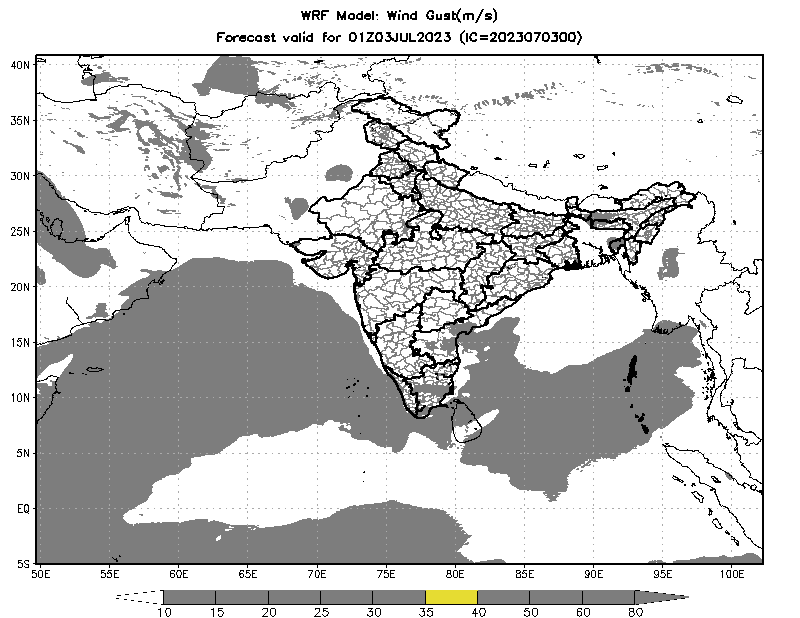 WRF Model: Wind Gust(m/s)
Forecast valid for 01Z03JUL2023 (IC=2023070300)
40N
35N
30N
25N
20N
15N
10N
5N
EQ
5S
50E 55E 60E 65E 70E 75E 80E 85E 90E 95E 100E
10 15 20 25 30 35 40 50 60 80